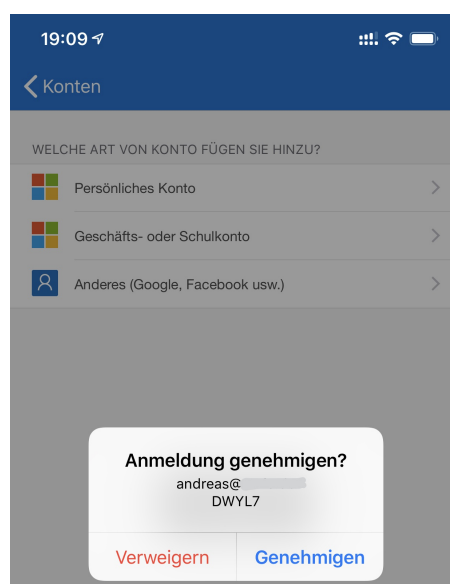 19:09
Konten
WELCHE ART VON KONTO FÜGEN SIE HINZU?
Persönliches Konto
Geschäfts- oder Schulkonto
Anderes (Google, Facebook usw.)
Anmeldung genehmigen?
andreas@
DWYL7
Verweigern
Genehmigen